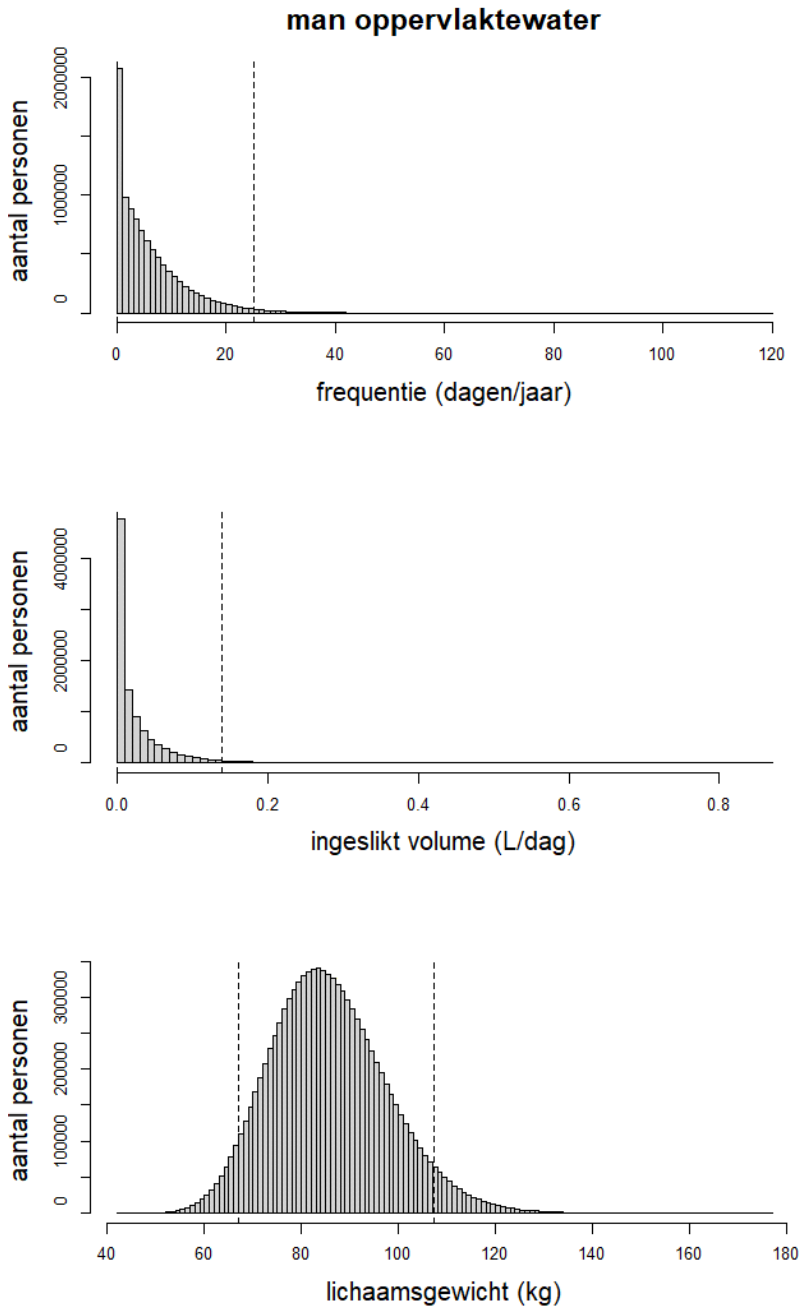 man oppervlaktewater
aantal personen
0 1000000 2000000
0 20 40 60 80 100 120
frequentie (dagen/jaar)
aantal personen
0 2000000 4000000
0.0 0.2 0.4 0.6 0.8
ingeslikt volume (L/dag)
aantal personen
0 100000 200000 300000
40 60 80 100 120 140 160 180
lichaamsgewicht (kg)